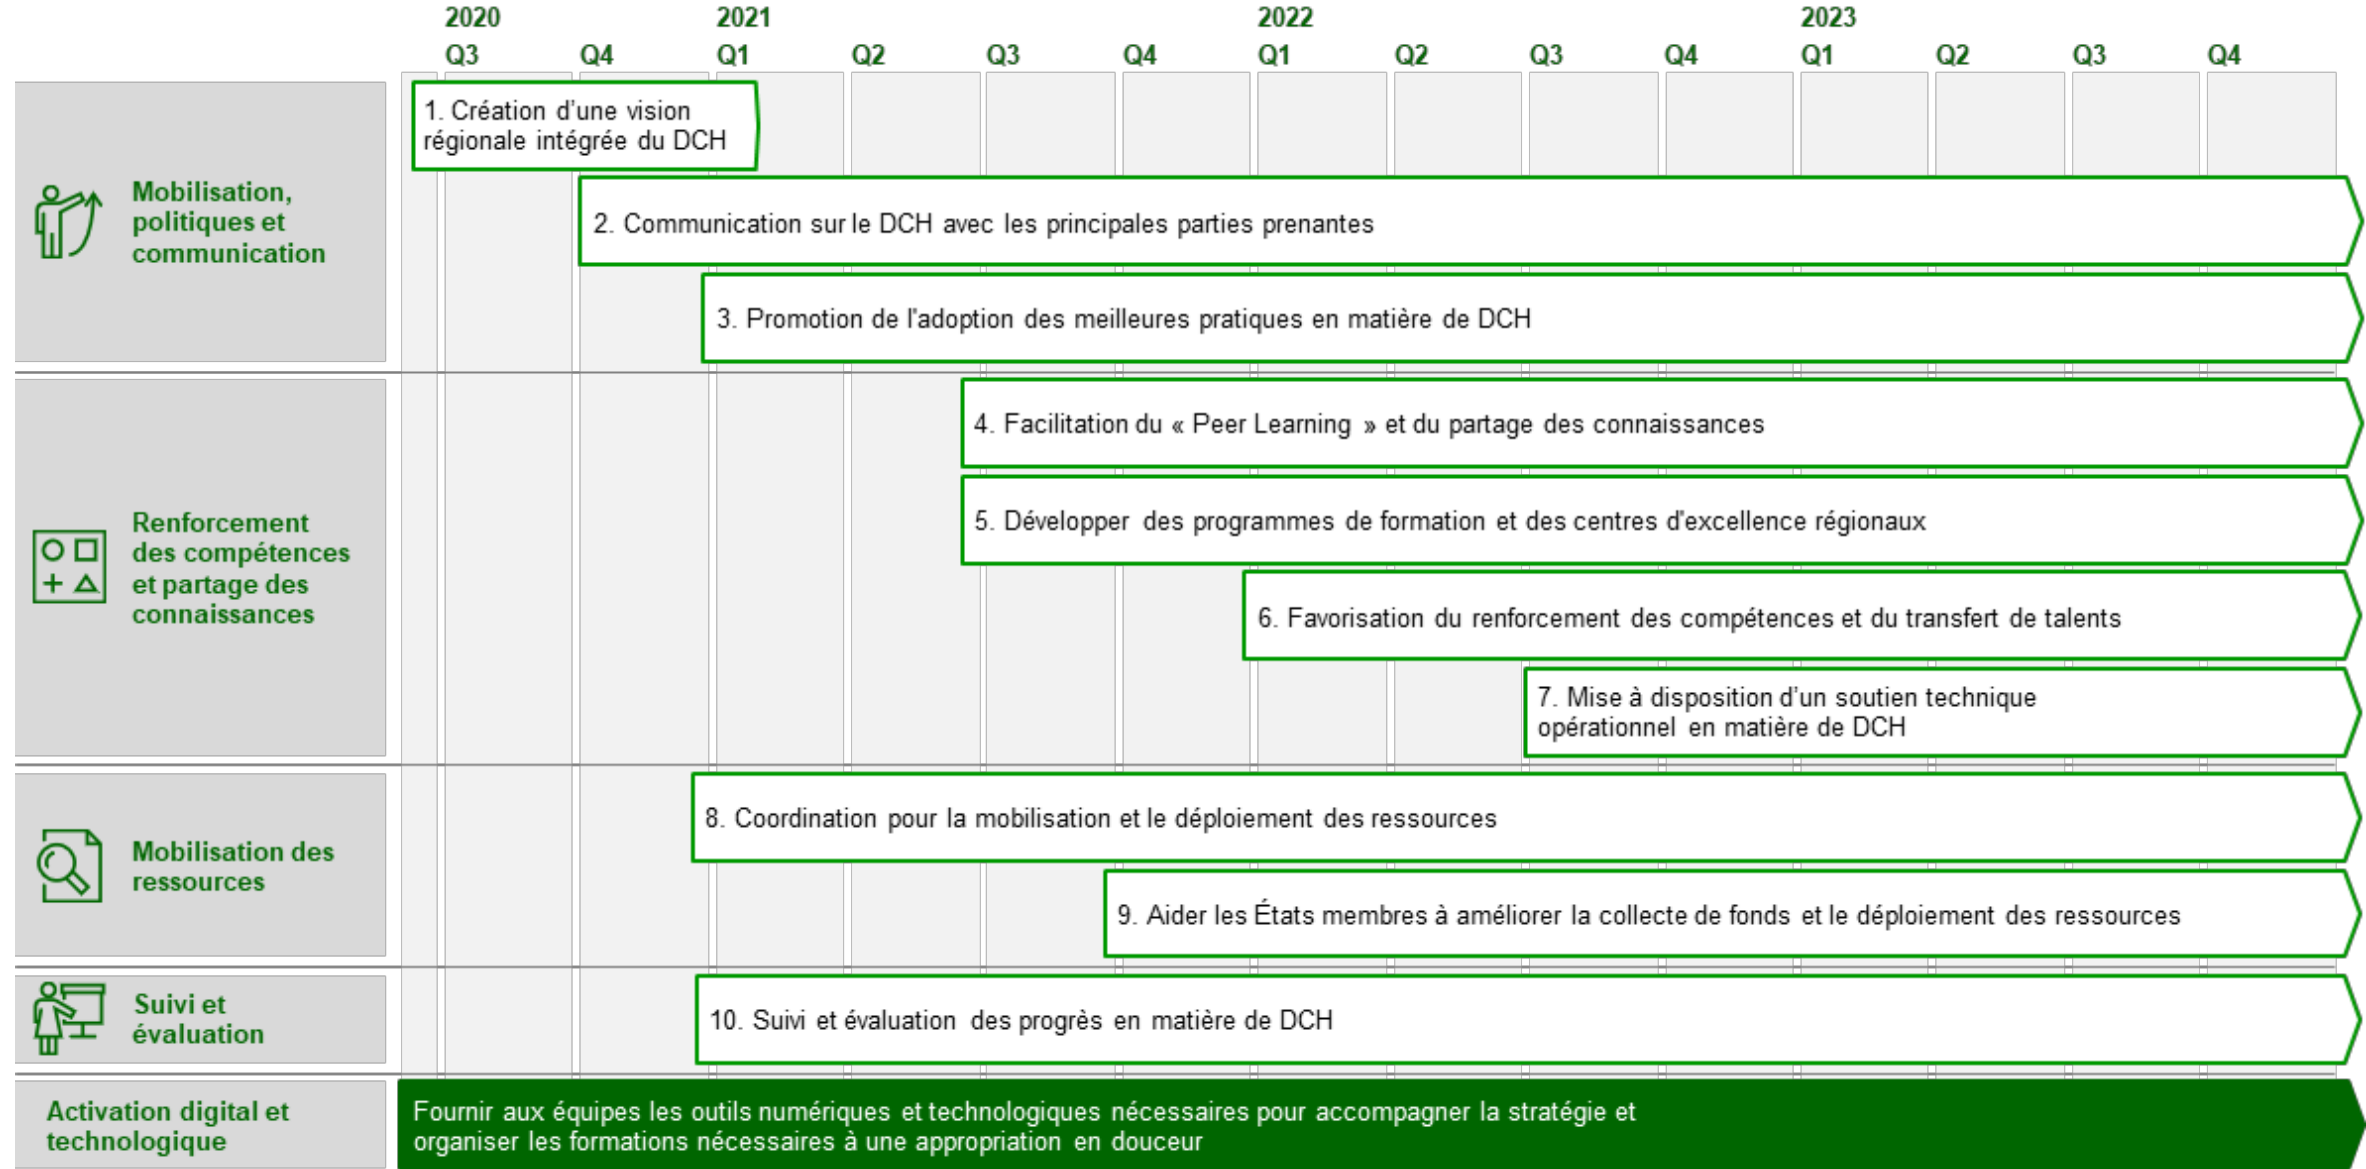 2020 2021 2022 2023
Q3 Q4 Q1 Q2 Q3 Q4 Q1 Q2 Q3 Q4 Q1 Q2 Q3 Q4
Mobilisation,
politiques et
communication
1. Création d’une vision
régionale intégrée du DCH
2. Communication sur le DCH avec les principales parties prenantes
3. Promotion de l'adoption des meilleures pratiques en matière de DCH
Renforcement
des compétences
et partage des
connaissances
4. Facilitation du « Peer Learning » et du partage des connaissances
5. Développer des programmes de formation et des centres d'excellence régionaux
6. Favorisation du renforcement des compétences et du transfert de talents
7. Mise à disposition d’un soutien technique
opérationnel en matière de DCH
Mobilisation des
ressources
8. Coordination pour la mobilisation et le déploiement des ressources
9. Aider les États membres à améliorer la collecte de fonds et le déploiement des ressources
Suivi et
évaluation
10. Suivi et évaluation des progrès en matière de DCH
Activation digital et
technologique
Fournir aux équipes les outils numériques et technologiques nécessaires pour accompagner la stratégie et
organiser les formations nécessaires à une appropriation en douceur